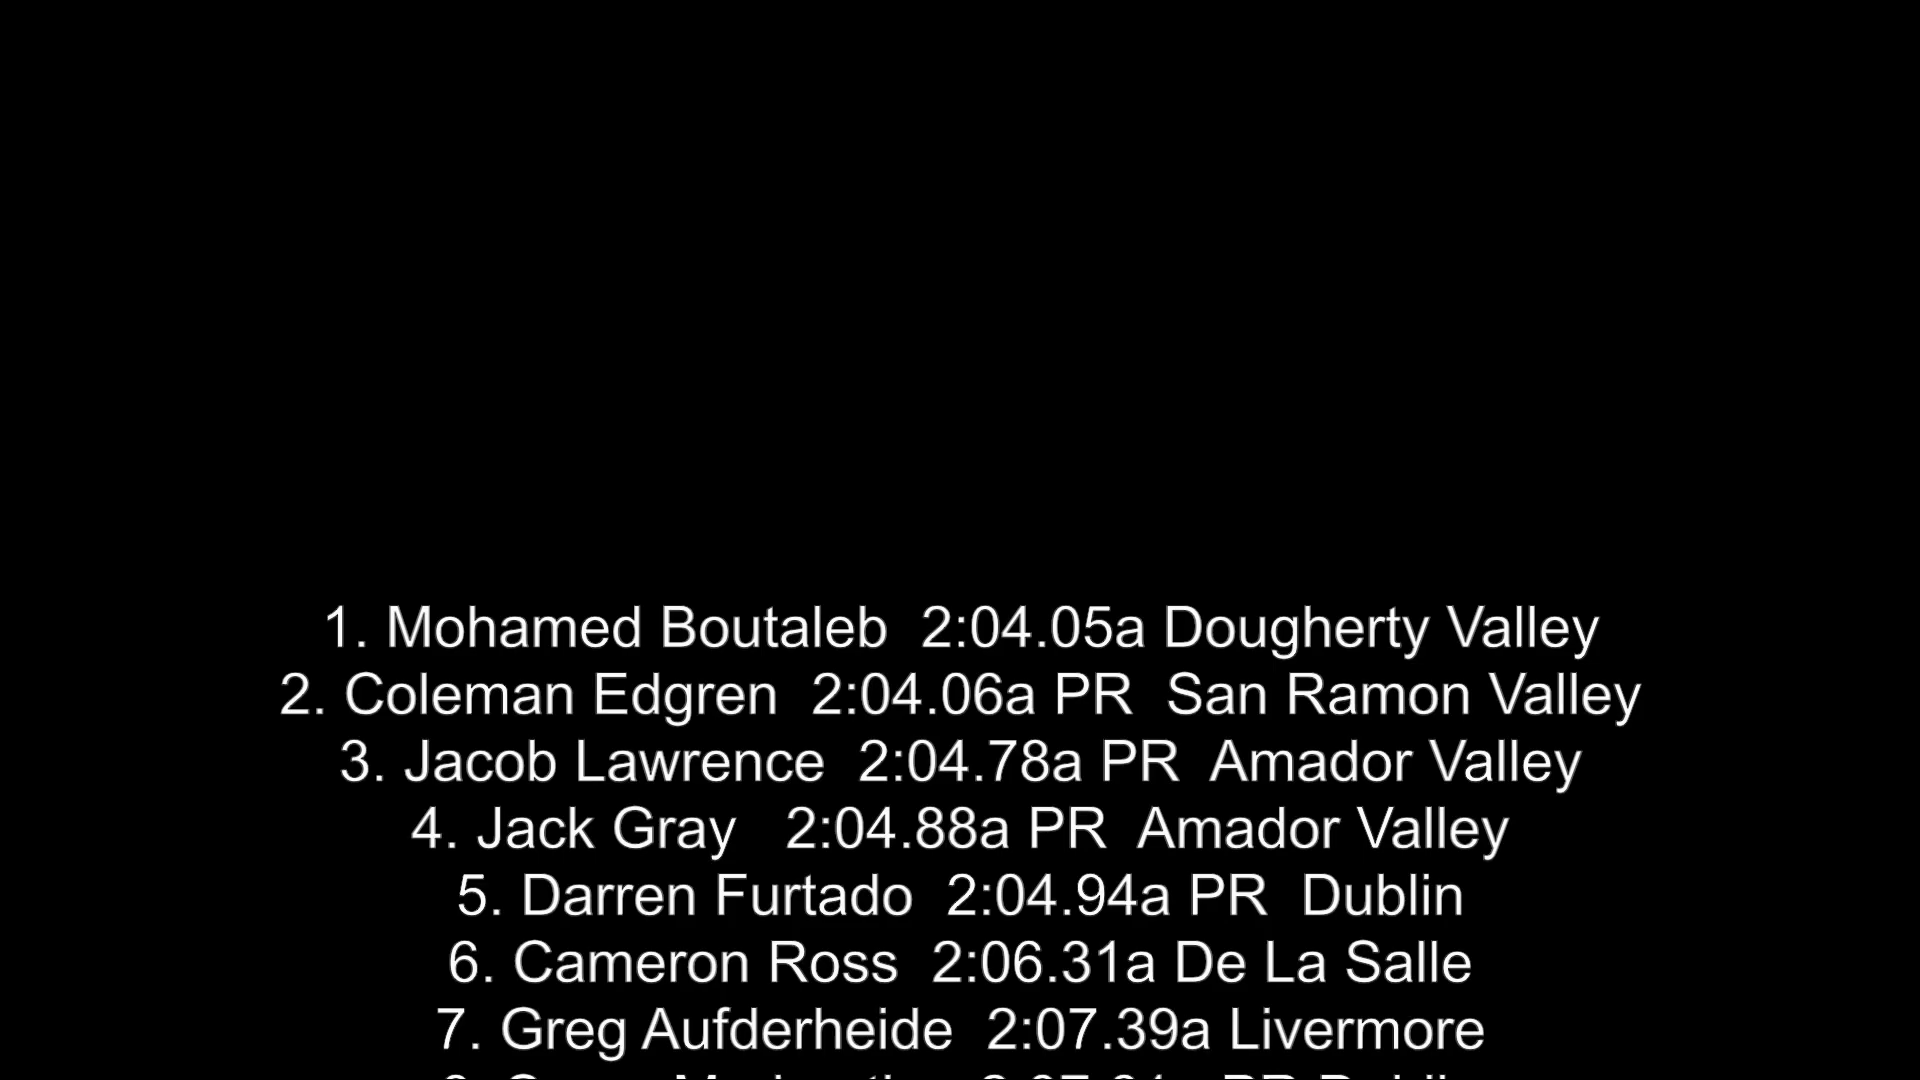 1. Mohamed Boutaleb  2:04.05a Dougherty Valley
2. Coleman Edgren  2:04.06a PR  San Ramon Valley
3. Jacob Lawrence  2:04.78a PR  Amador Valley
4. Jack Gray   2:04.88a PR  Amador Valley
5. Darren Furtado  2:04.94a PR  Dublin
6. Cameron Ross  2:06.31a De La Salle
7. Greg Aufderheide  2:07.39a Livermore